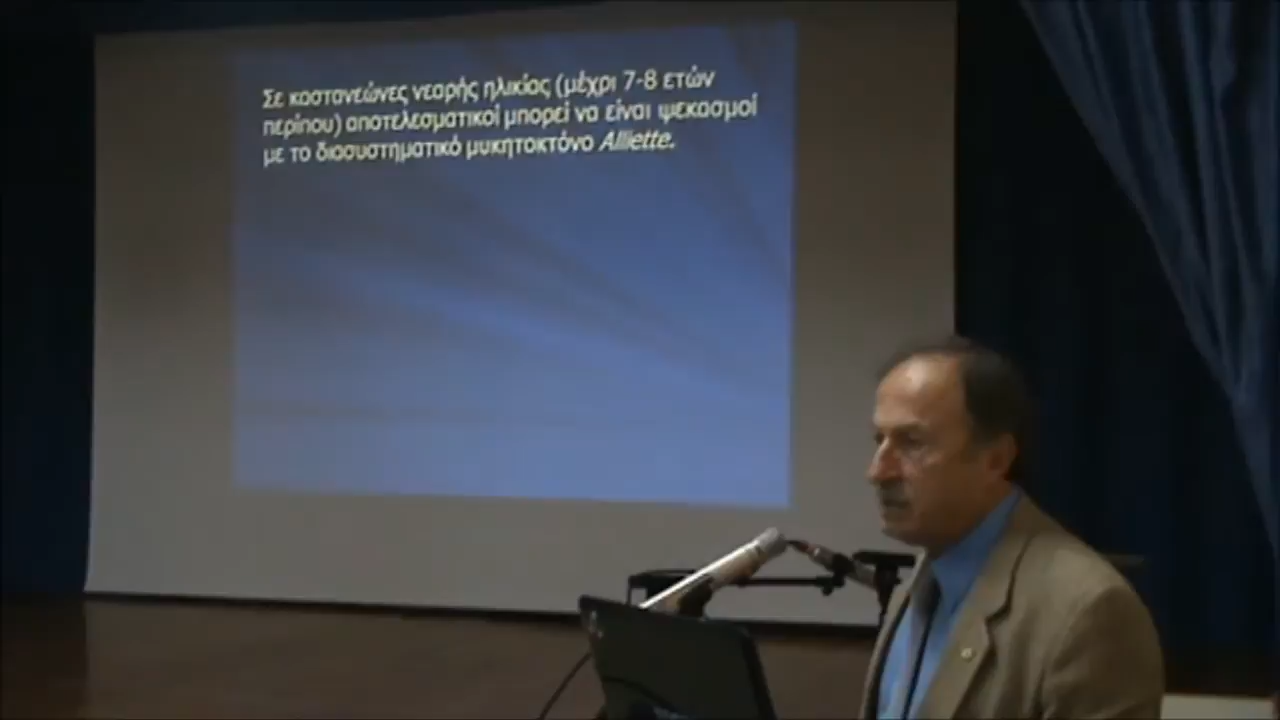 Σε καστανεώνες νεαρής ηλικίας (μέχρι 7-8 ετών
περίπου) αποτελεσματικοί μπορεί να είναι ψεκασμοί
με το διασυστηματικό μυκητοκτόνο Alliette.